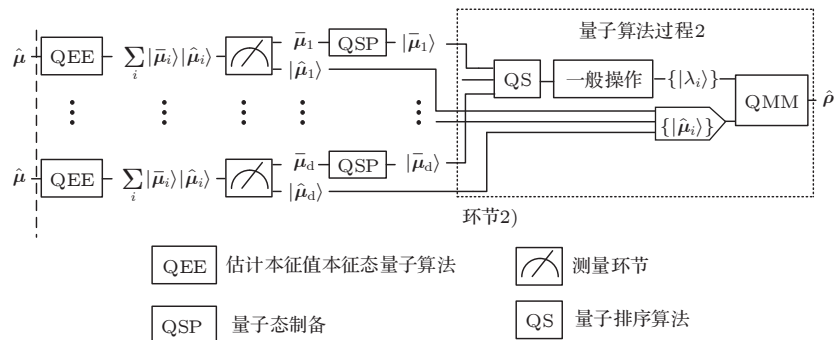 量子算法过程2
μ̂ QEE ∑i |μ̄i⟩|μ̂i⟩ μ̄1 QSP |μ̄1⟩
|μ̂1⟩
QS 一般操作 {|λi⟩} QMM ρ̂
{|μ̂i⟩}
μ̂ QEE ∑i |μ̄i⟩|μ̂i⟩ μ̄d QSP |μ̄d⟩
|μ̂d⟩
环节2)
QEE 估计本征值本征态量子算法 测量环节
QSP 量子态制备 QS 量子排序算法